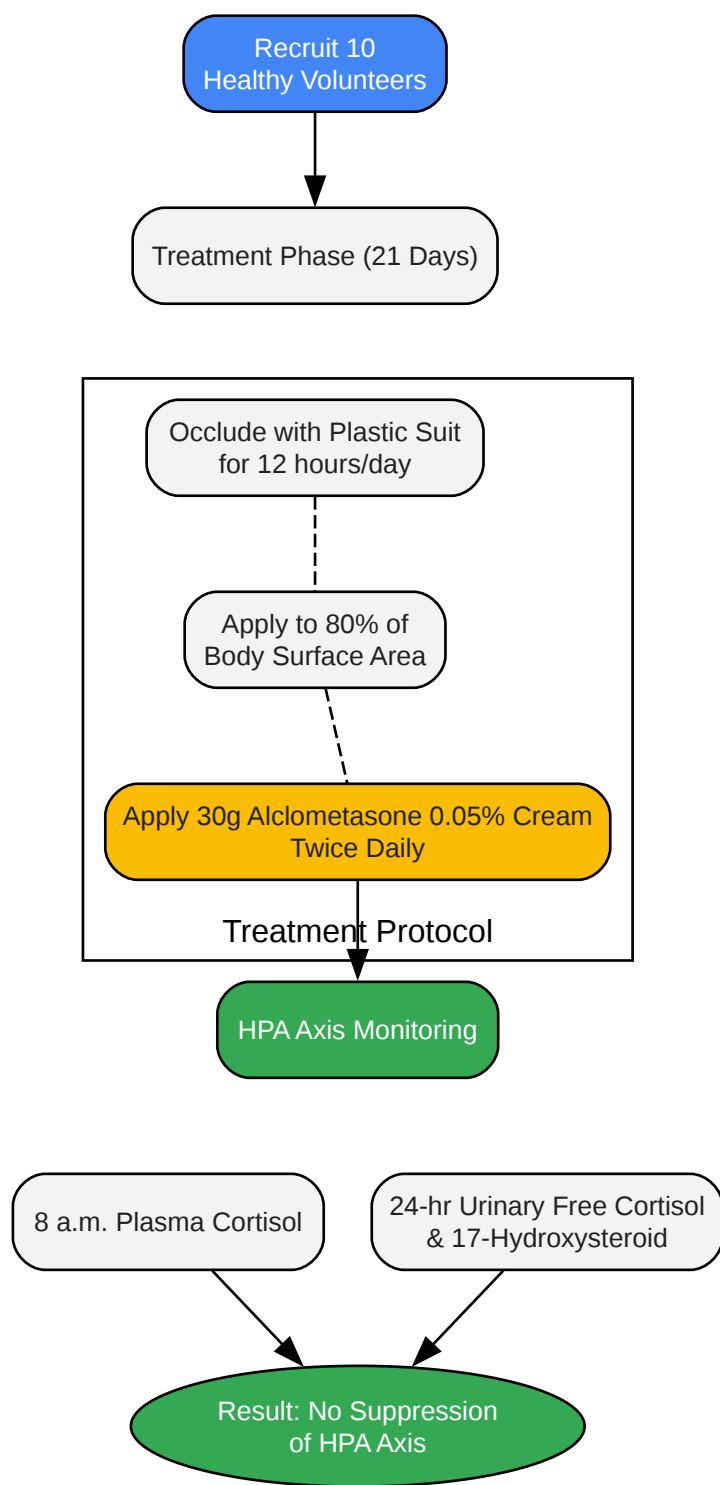 Recruit 10
Healthy Volunteers
Treatment Phase (21 Days)
Occlude with Plastic Suit
for 12 hours/day
Apply to 80% of
Body Surface Area
Apply 30g Alclometasone 0.05% Cream
Twice Daily
Treatment Protocol
HPA Axis Monitoring
8 a.m. Plasma Cortisol
24-hr Urinary Free Cortisol
& 17-Hydroxysteroid
Result: No Suppression
of HPA Axis